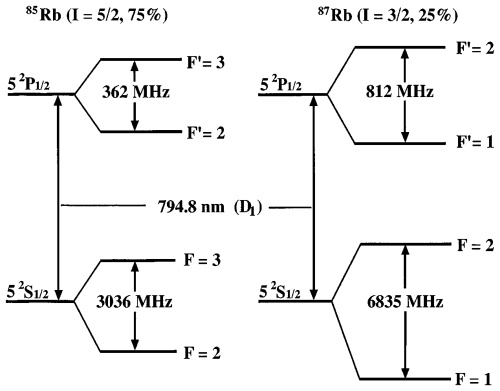 ⁸⁵Rb (I = 5/2, 75%)
F' = 3
5 ²P₁/₂
362 MHz
F' = 2
⁸⁷Rb (I = 3/2, 25%)
F' = 2
5 ²P₁/₂
812 MHz
F' = 1
794.8 nm (D₁)
F = 3
5 ²S₁/₂
3036 MHz
F = 2
F = 2
5 ²S₁/₂
6835 MHz
F = 1